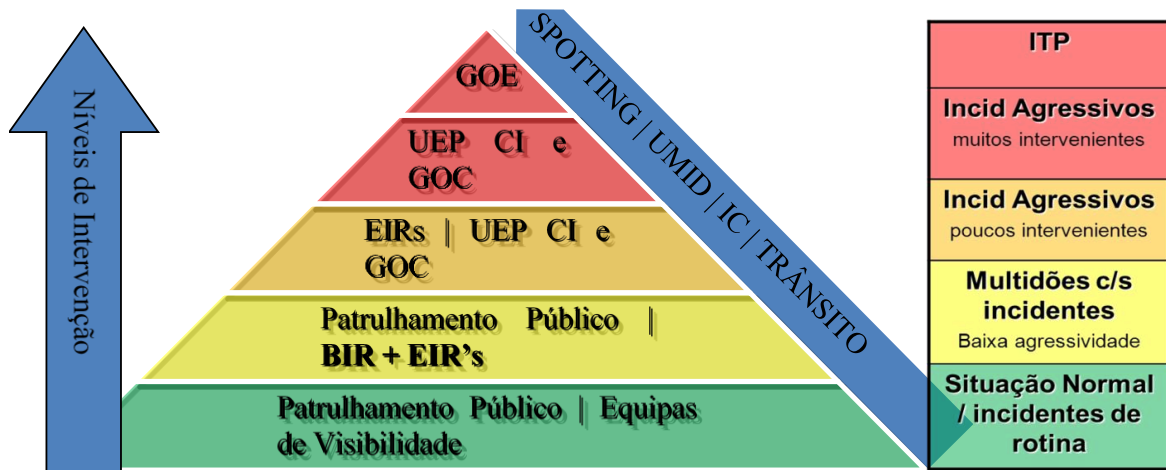 Níveis de Intervenção
GOE
UEP CI e
GOC
EIRs | UEP CI e
GOC
Patrulhamento Público |
BIR + EIR’s
Patrulhamento Público | Equipas
de Visibilidade
SPOTTING | UMID | IC | TRÂNSITO
ITP
Incid Agressivos
muitos intervenientes
Incid Agressivos
poucos intervenientes
Multidões c/s
incidentes
Baixa agressividade
Situação Normal
/ incidentes de
rotina